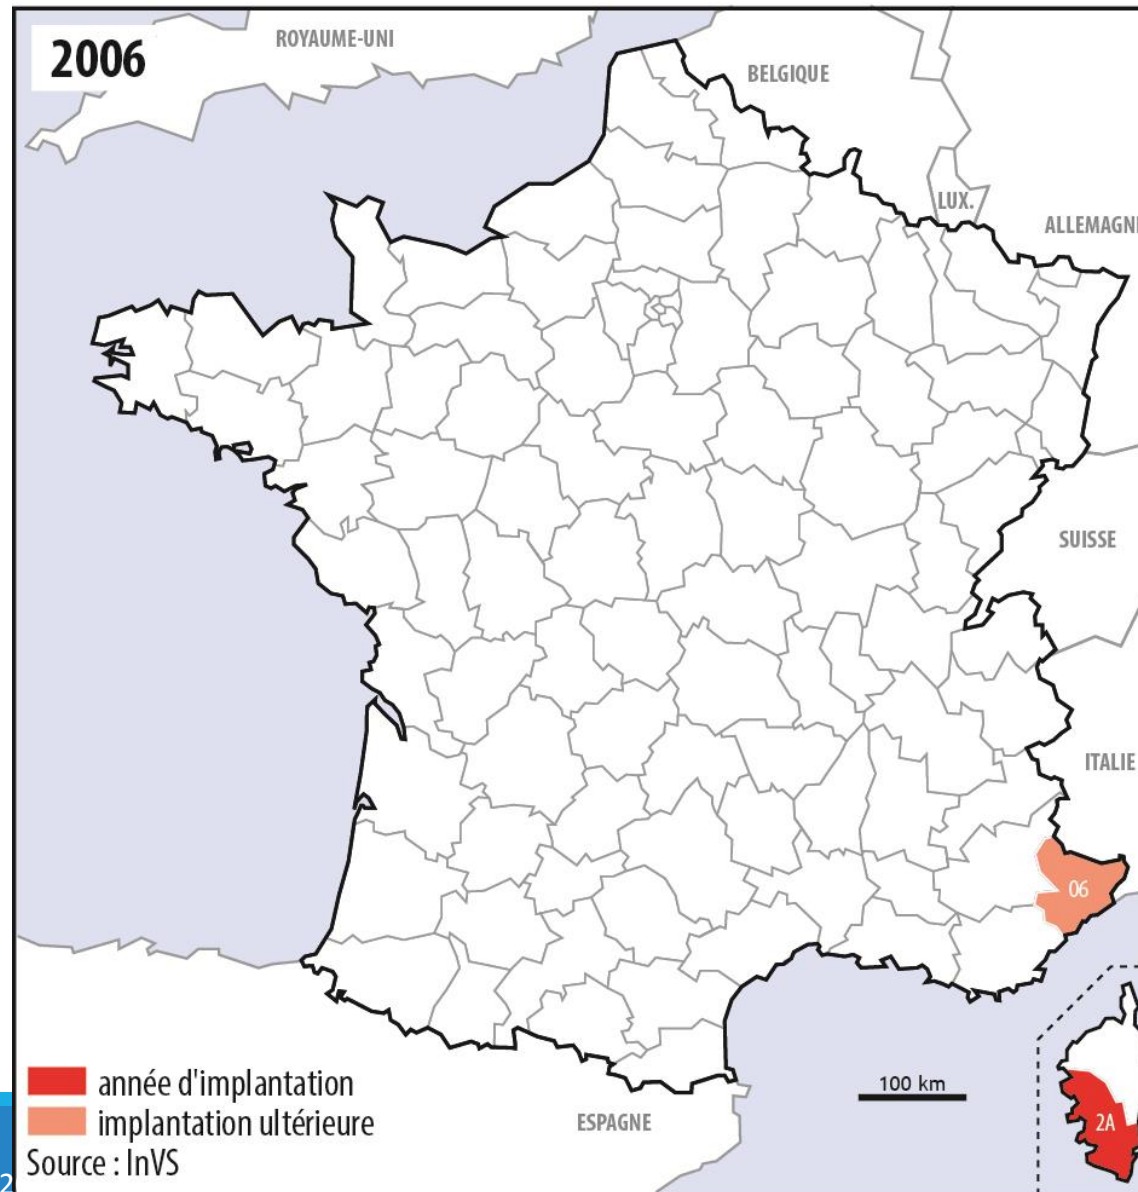 2006
ROYAUME-UNI
BELGIQUE
LUX.
ALLEMAGNE
SUISSE
ITALIE
06
2A
100 km
ESPAGNE
année d'implantation
implantation ultérieure
Source : InVS
2